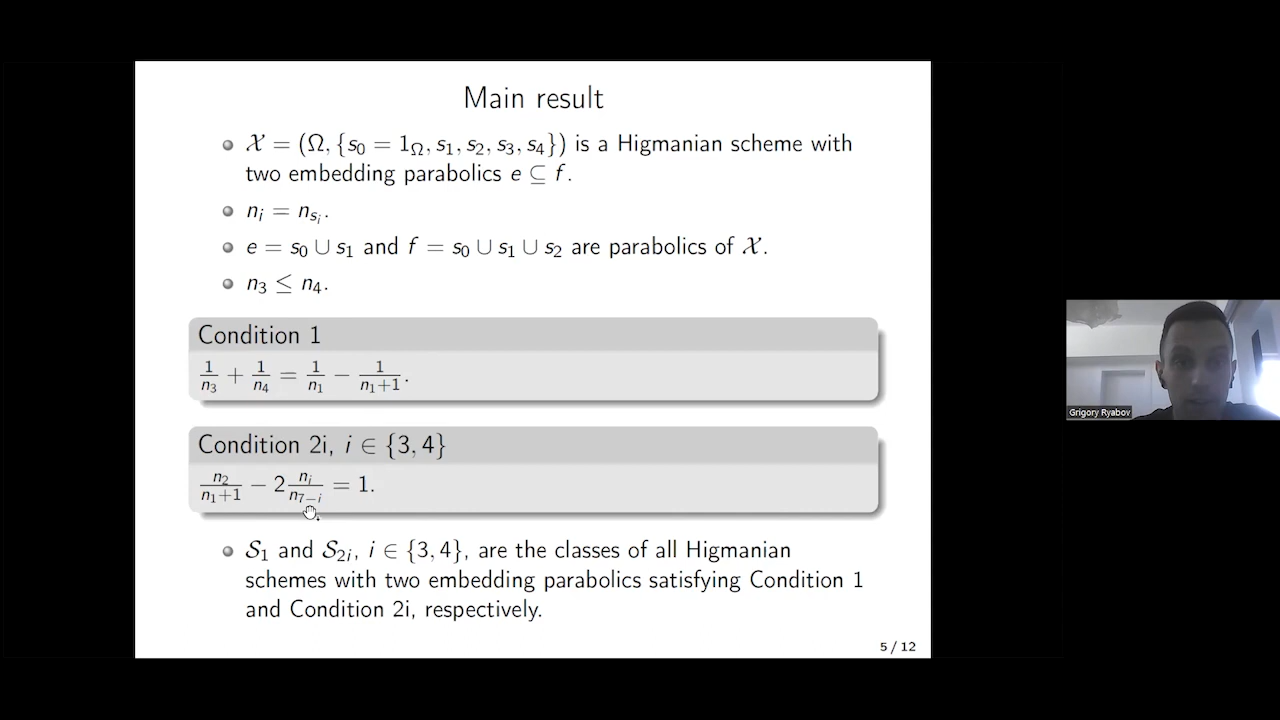 Main result
𝒳 = (Ω, {s₀ = 1_Ω, s₁, s₂, s₃, s₄}) is a Higmanian scheme with
two embedding parabolics e ⊆ f.
nᵢ = n_{sᵢ}.
e = s₀ ∪ s₁ and f = s₀ ∪ s₁ ∪ s₂ are parabolics of 𝒳.
n₃ ≤ n₄.
Condition 1
1/n₃ + 1/n₄ = 1/n₁ − 1/(n₁+1).
Condition 2i, i ∈ {3, 4}
n₂/(n₁+1) − 2 nᵢ/n₇₋ᵢ = 1.
𝒮₁ and 𝒮₂ᵢ, i ∈ {3, 4}, are the classes of all Higmanian
schemes with two embedding parabolics satisfying Condition 1
and Condition 2i, respectively.
5 / 12
Grigory Ryabov